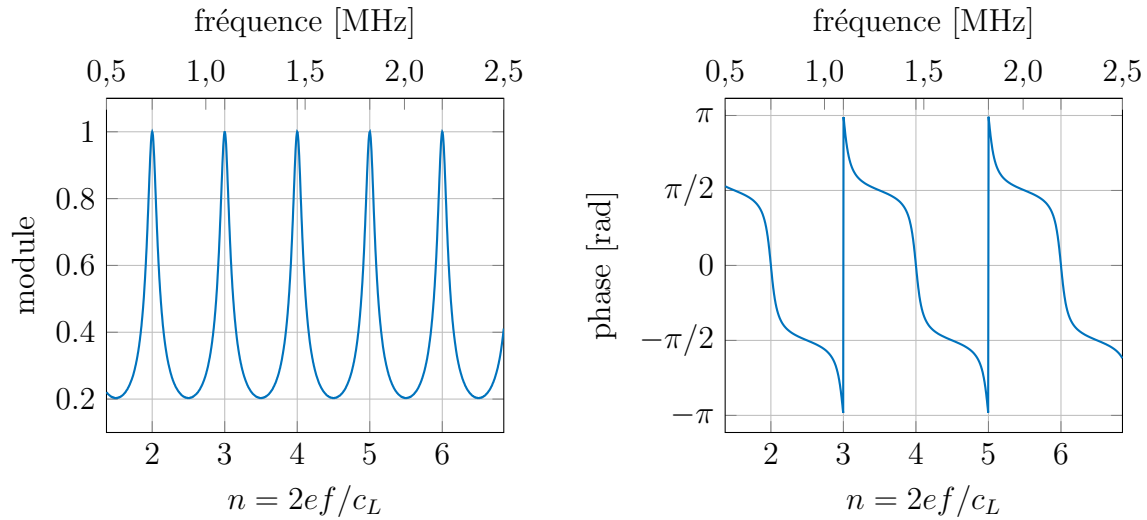 fréquence [MHz]
0,5 1,0 1,5 2,0 2,5
1
0.8
0.6
0.4
0.2
module
2 3 4 5 6
n = 2ef/c_L
fréquence [MHz]
0,5 1,0 1,5 2,0 2,5
π
π/2
0
−π/2
−π
phase [rad]
2 3 4 5 6
n = 2ef/c_L